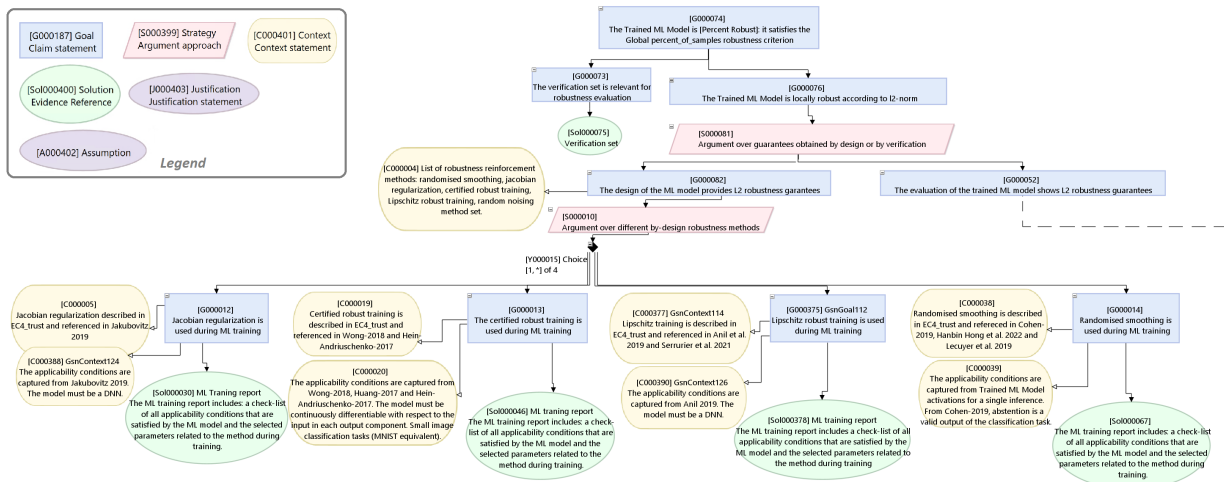 [G000187] Goal
Claim statement
[S000399] Strategy
Argument approach
[C000401] Context
Context statement
[Sol000400] Solution
Evidence Reference
[J000403] Justification
Justification statement
[A000402] Assumption
Legend
[G000074]
The Trained ML Model is [Percent Robust]: it satisfies the
Global percent_of_samples robustness criterion
[G000073]
The verification set is relevant for
robustness evaluation
[G000076]
The Trained ML Model is locally robust according to l2-norm
[Sol000075]
Verification set
[S000081]
Argument over guarantees obtained by design or by verification
[C000004] List of robustness reinforcement
methods: randomised smoothing, jacobian
regularization, certified robust training,
Lipschitz robust training, random noising
method set.
[G000082]
The design of the ML model provides L2 robustness garantees
[G000052]
The evaluation of the trained ML model shows L2 robustness guarantees
[S000010]
Argument over different by-design robustness methods
[Y000015] Choice
[1, *] of 4
[C000005]
Jacobian regularization described in
EC4_trust and referenced in Jakubovitz
2019
[G000012]
Jacobian regularization is
used during ML training
[C000388] GsnContext124
The applicability conditions are
captured from Jakubovitz 2019.
The model must be a DNN.
[Sol000030] ML Traning report
The ML training report includes: a check-list
of all applicability conditions that are
satisfied by the ML model and the selected
parameters related to the method during
training.
[C000019]
Certified robust training is
described in EC4_trust and
referenced in Wong-2018 and Hein-
Andriuschenko-2017
[G000013]
The certified robust training is
used during ML training
[C000020]
The applicability conditions are captured from
Wong-2018, Huang-2017 and Hein-
Andriuschenko-2017. The model must be
continuously differentiable with respect to the
input in each output component. Small image
classification tasks (MNIST equivalent).
[Sol000046] ML training report
The ML training report includes: a check-
list of all applicability conditions that are
satisfied by the ML model and the
selected parameters related to the
method during training.
[C000377] GsnContext114
Lipschitz training is described in
EC4_trust and referenced in Anil et al.
2019 and Serrurier et al. 2021
[G000375] GsnGoal112
Lipschitz training is used
during ML training
[C000390] GsnContext126
The applicability conditions are
captured from Anil 2019. The
model must be a DNN.
[Sol000378] ML training report
The ML training report includes a check-list of all
applicability conditions that are satisfied by the
ML model and the selected parameters related to
the method during training
[C000038]
Randomised smoothing is described
in EC4_trust and refereced in Cohen-
2019, Hanbin Hong et al. 2022 and
Lecuyer et al. 2019
[G000014]
Randomised smoothing is
used during ML training
[C000039]
The applicability conditions are
captured from Trained ML Model
activations for a single inference.
From Cohen-2019, abstention is a
valid output of the classification task.
[Sol000067]
The ML training report includes: a check-list
of all applicability conditions that are
satisfied by the ML model and the selected
parameters related to the method during
training.